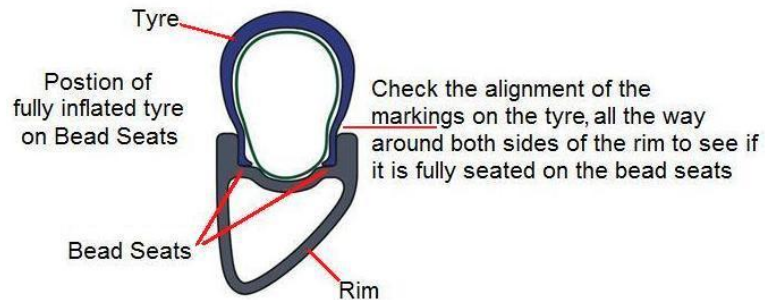 Tyre
Postion of
fully inflated tyre
on Bead Seats
Check the alignment of the
markings on the tyre, all the way
around both sides of the rim to see if
it is fully seated on the bead seats
Bead Seats
Rim